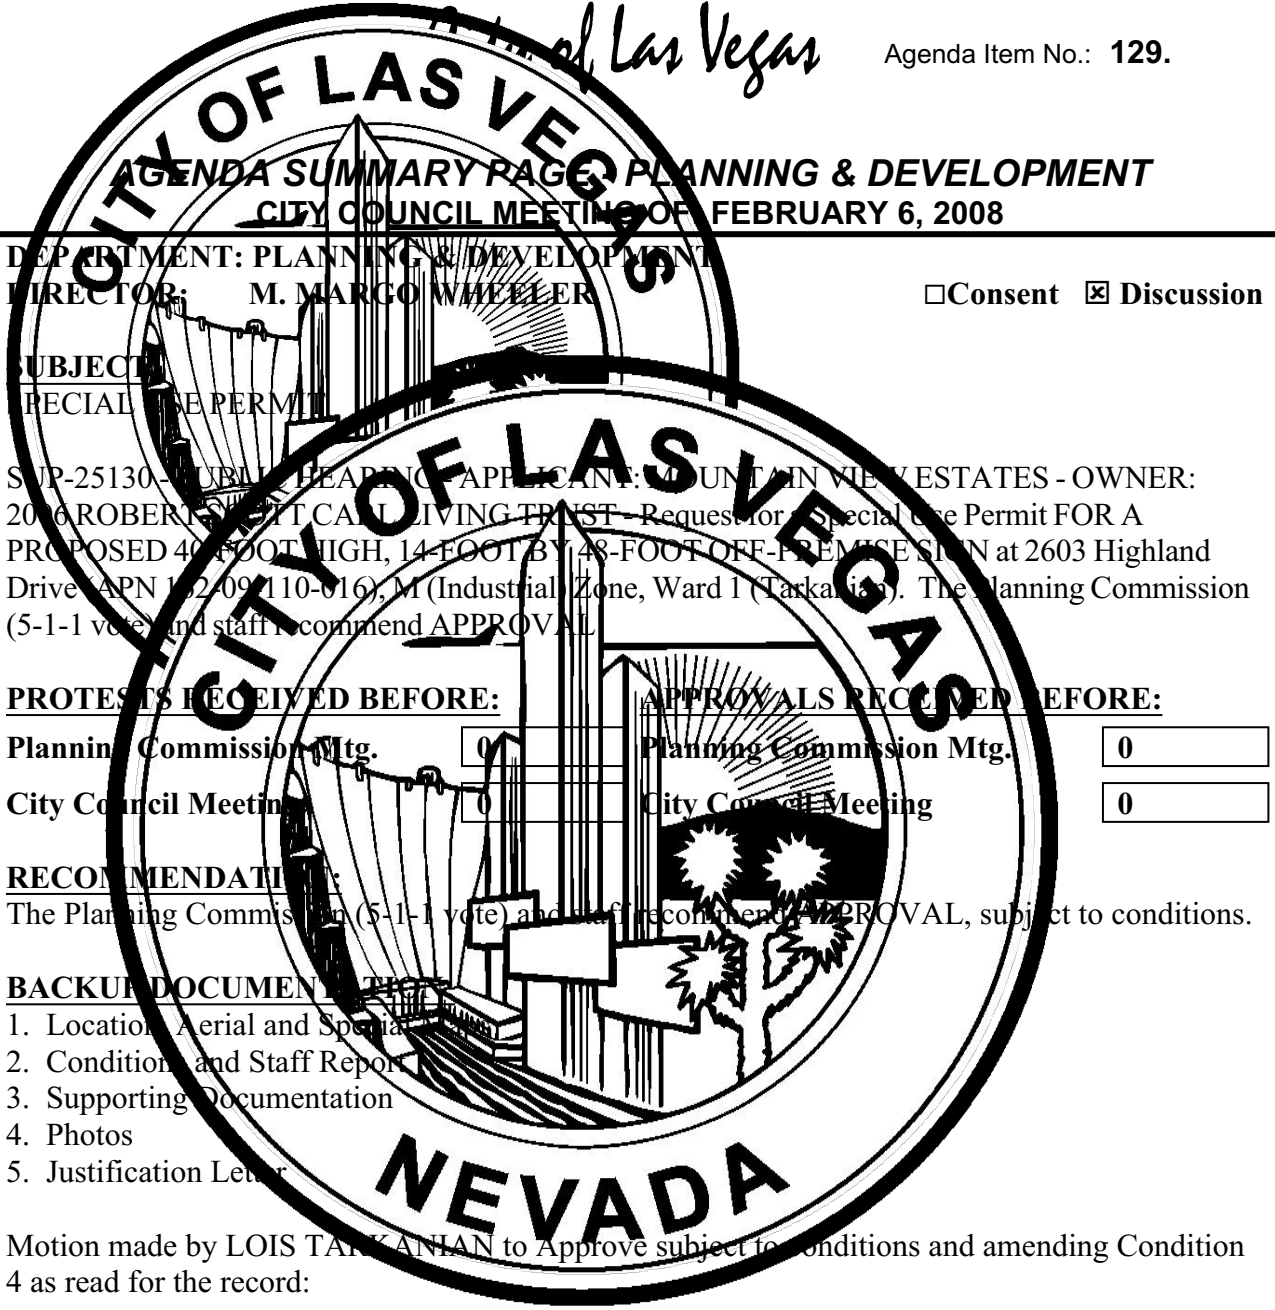 City of Las Vegas
Agenda Item No.: 129.
AGENDA SUMMARY PAGE - PLANNING & DEVELOPMENT
CITY COUNCIL MEETING OF: FEBRUARY 6, 2008
DEPARTMENT: PLANNING & DEVELOPMENT
DIRECTOR: M. MARGO WHEELER ☐Consent ☒ Discussion
SUBJECT:
SPECIAL USE PERMIT
SUP-25130 - PUBLIC HEARING - APPLICANT: MOUNTAIN VIEW ESTATES - OWNER:
2006 ROBERT SCOTT CARL LIVING TRUST - Request for a Special Use Permit FOR A
PROPOSED 40-FOOT HIGH, 14-FOOT BY 48-FOOT OFF-PREMISE SIGN at 2603 Highland
Drive (APN 162-09-110-016), M (Industrial) Zone, Ward 1 (Tarkanian). The Planning Commission
(5-1-1 vote) and staff recommend APPROVAL
PROTESTS RECEIVED BEFORE: APPROVALS RECEIVED BEFORE:
Planning Commission Mtg. 0 Planning Commission Mtg. 0
City Council Meeting 0 City Council Meeting 0
RECOMMENDATION:
The Planning Commission (5-1-1 vote) and staff recommend APPROVAL, subject to conditions.
BACKUP DOCUMENTATION:
1. Location, Aerial and Special Maps
2. Conditions and Staff Report
3. Supporting Documentation
4. Photos
5. Justification Letter
Motion made by LOIS TARKANIAN to Approve subject to conditions and amending Condition
4 as read for the record:
CITY OF LAS VEGAS
CITY OF LAS VEGAS
NEVADA